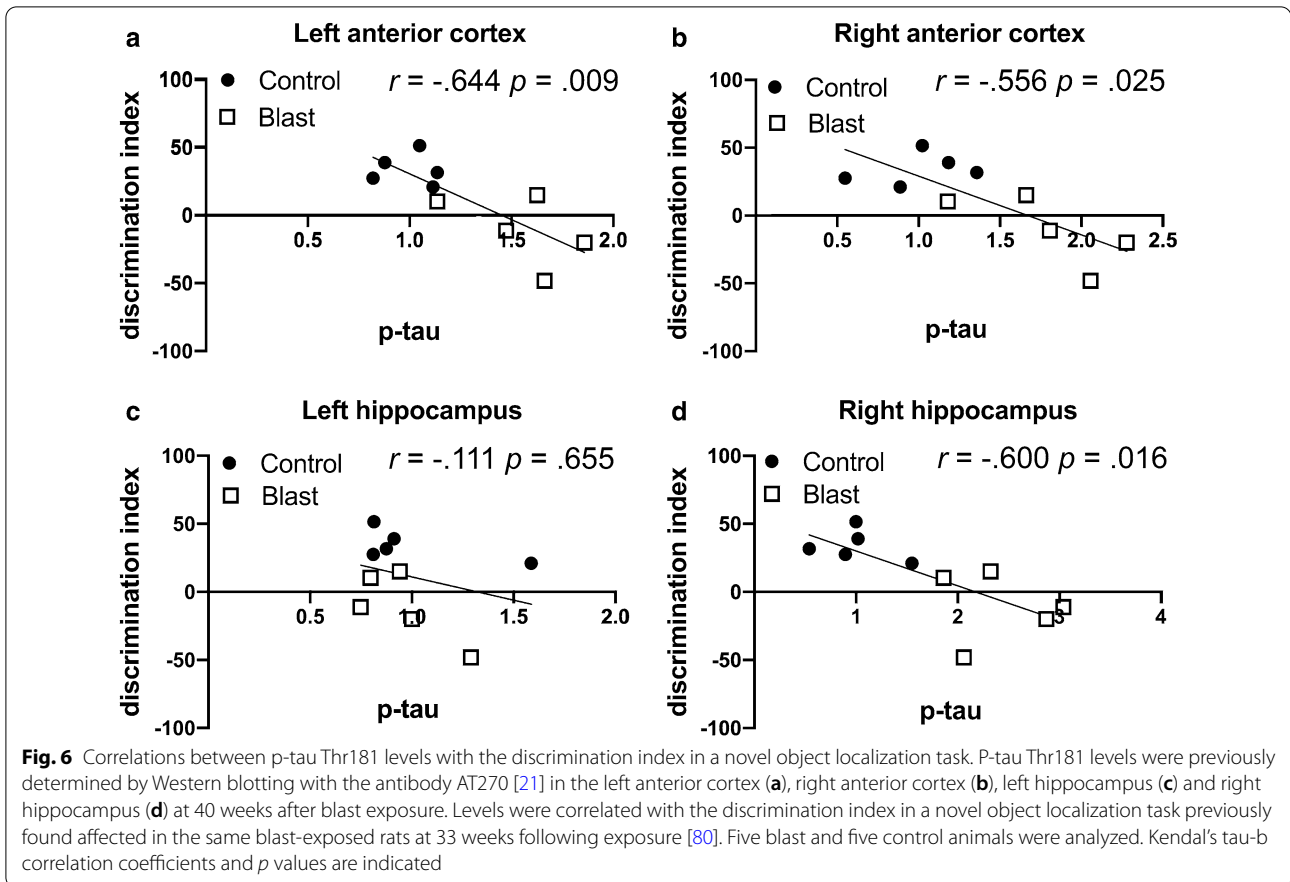 a Left anterior cortex
100
50
0
-50
-100
discrimination index
Control
Blast
r = -.644 p = .009
0.5 1.0 1.5 2.0
p-tau
b Right anterior cortex
100
50
0
-50
-100
discrimination index
Control
Blast
r = -.556 p = .025
0.5 1.0 1.5 2.0 2.5
p-tau
c Left hippocampus
100
50
0
-50
-100
discrimination index
Control
Blast
r = -.111 p = .655
0.5 1.0 1.5 2.0
p-tau
d Right hippocampus
100
50
0
-50
-100
discrimination index
Control
Blast
r = -.600 p = .016
1 2 3 4
p-tau
Fig. 6 Correlations between p-tau Thr181 levels with the discrimination index in a novel object localization task. P-tau Thr181 levels were previously
determined by Western blotting with the antibody AT270 [21] in the left anterior cortex (a), right anterior cortex (b), left hippocampus (c) and right
hippocampus (d) at 40 weeks after blast exposure. Levels were correlated with the discrimination index in a novel object localization task previously
found affected in the same blast-exposed rats at 33 weeks following exposure [80]. Five blast and five control animals were analyzed. Kendal's tau-b
correlation coefficients and p values are indicated